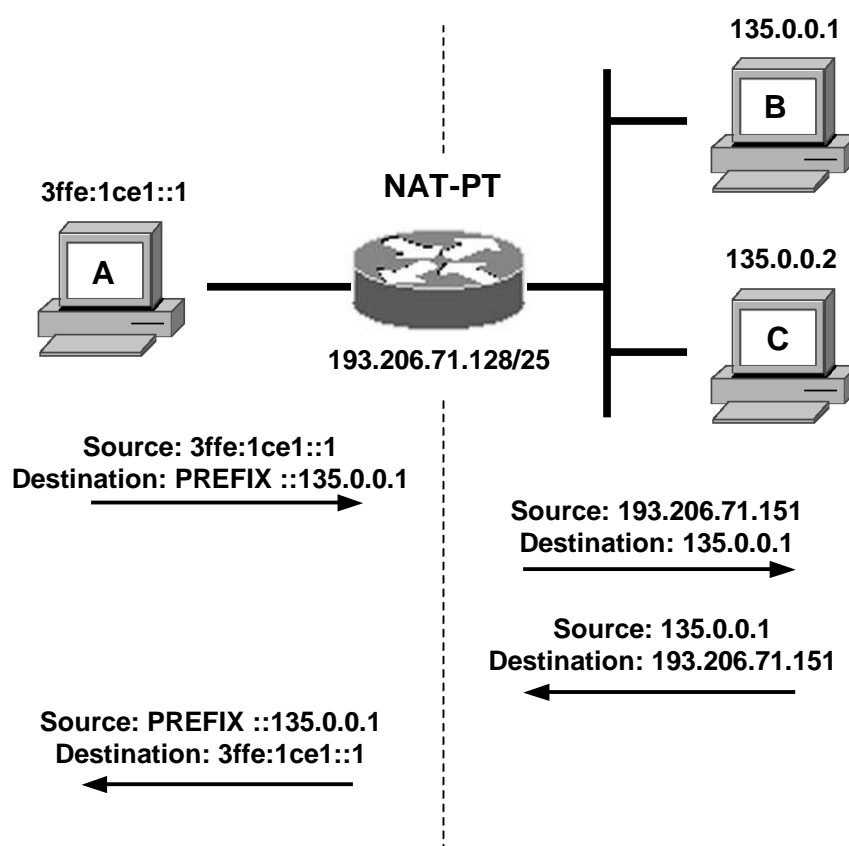 135.0.0.1
B
NAT-PT
3ffe:1ce1::1
A
135.0.0.2
C
193.206.71.128/25
Source: 3ffe:1ce1::1
Destination: PREFIX ::135.0.0.1
Source: 193.206.71.151
Destination: 135.0.0.1
Source: 135.0.0.1
Destination: 193.206.71.151
Source: PREFIX ::135.0.0.1
Destination: 3ffe:1ce1::1